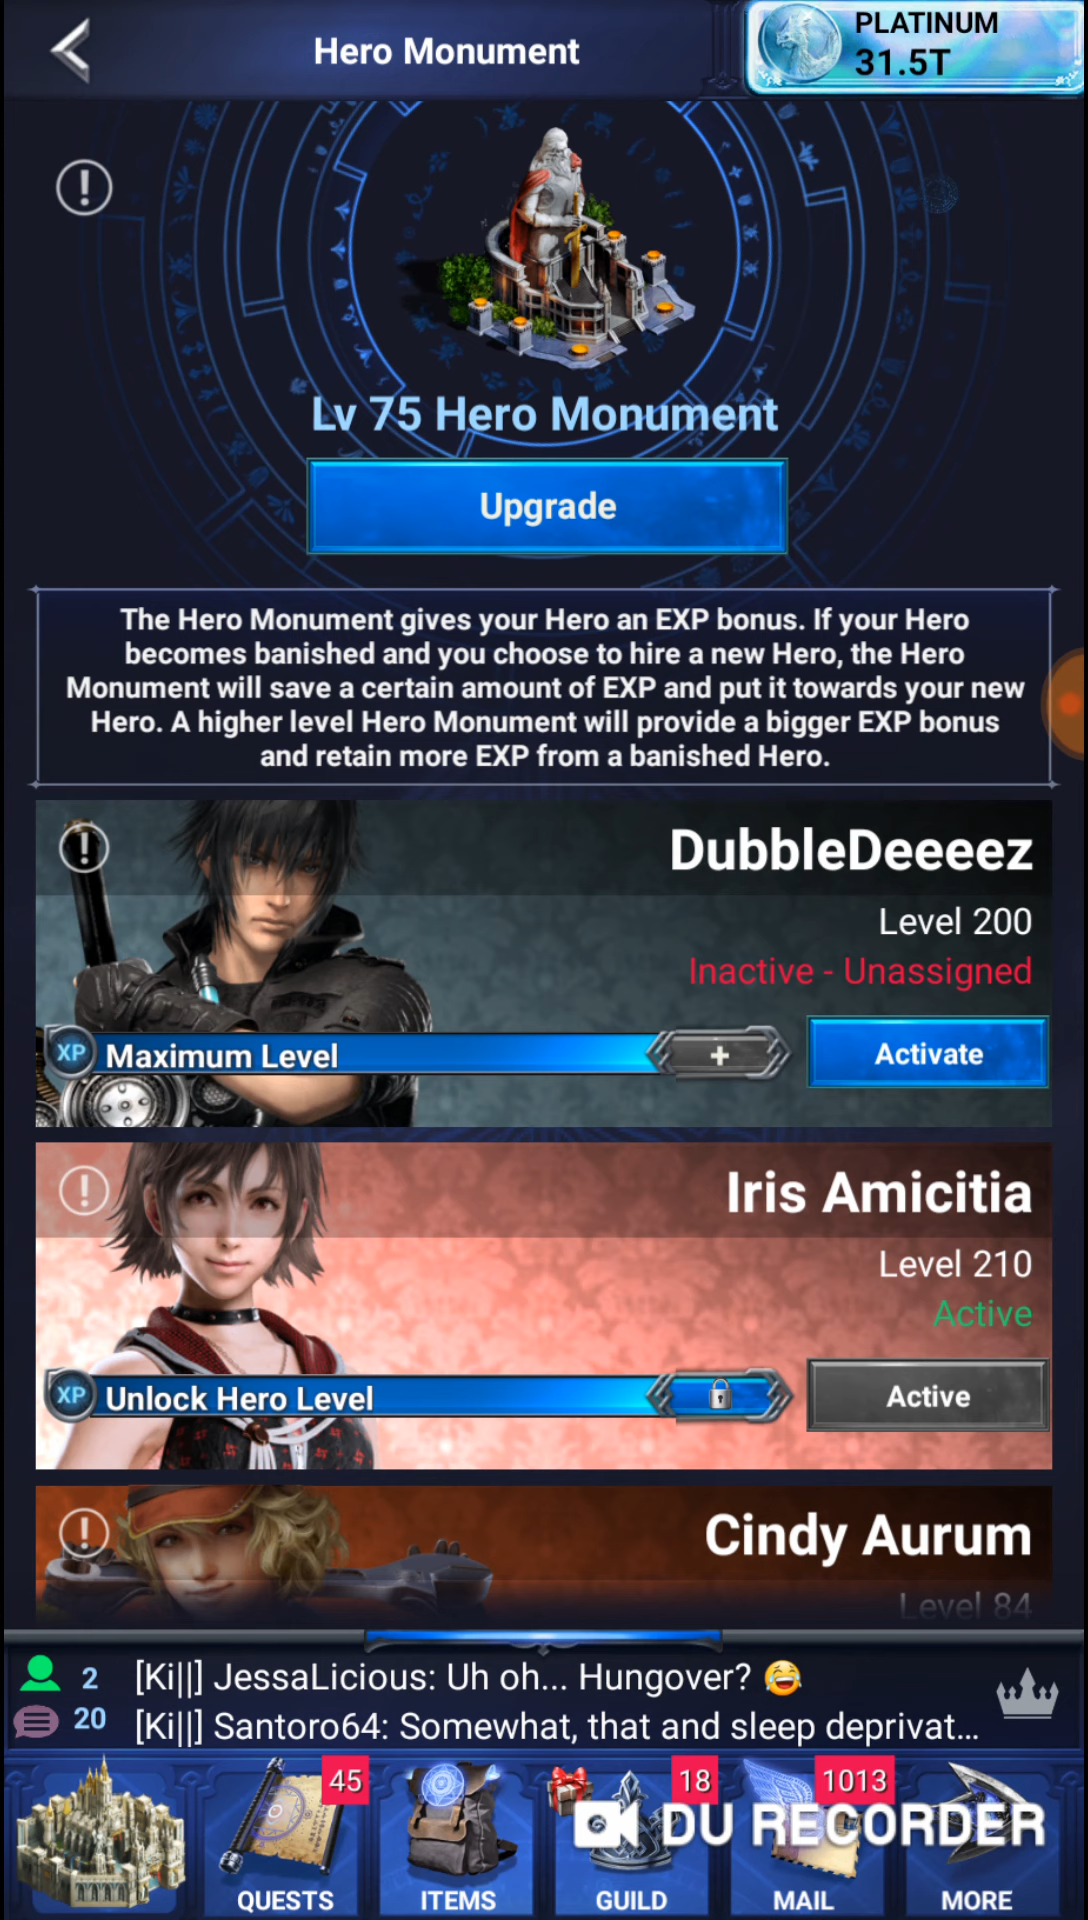 Hero Monument
PLATINUM
31.5T
Lv 75 Hero Monument
Upgrade
The Hero Monument gives your Hero an EXP bonus. If your Hero
becomes banished and you choose to hire a new Hero, the Hero
Monument will save a certain amount of EXP and put it towards your new
Hero. A higher level Hero Monument will provide a bigger EXP bonus
and retain more EXP from a banished Hero.
DubbleDeeeez
Level 200
Inactive - Unassigned
XP Maximum Level +
Activate
Iris Amicitia
Level 210
Active
XP Unlock Hero Level
Active
Cindy Aurum
Level 84
2 [Ki||] JessaLicious: Uh oh... Hungover? 😂
20 [Ki||] Santoro64: Somewhat, that and sleep deprivat...
45 18 1013
DU RECORDER
QUESTS ITEMS GUILD MAIL MORE